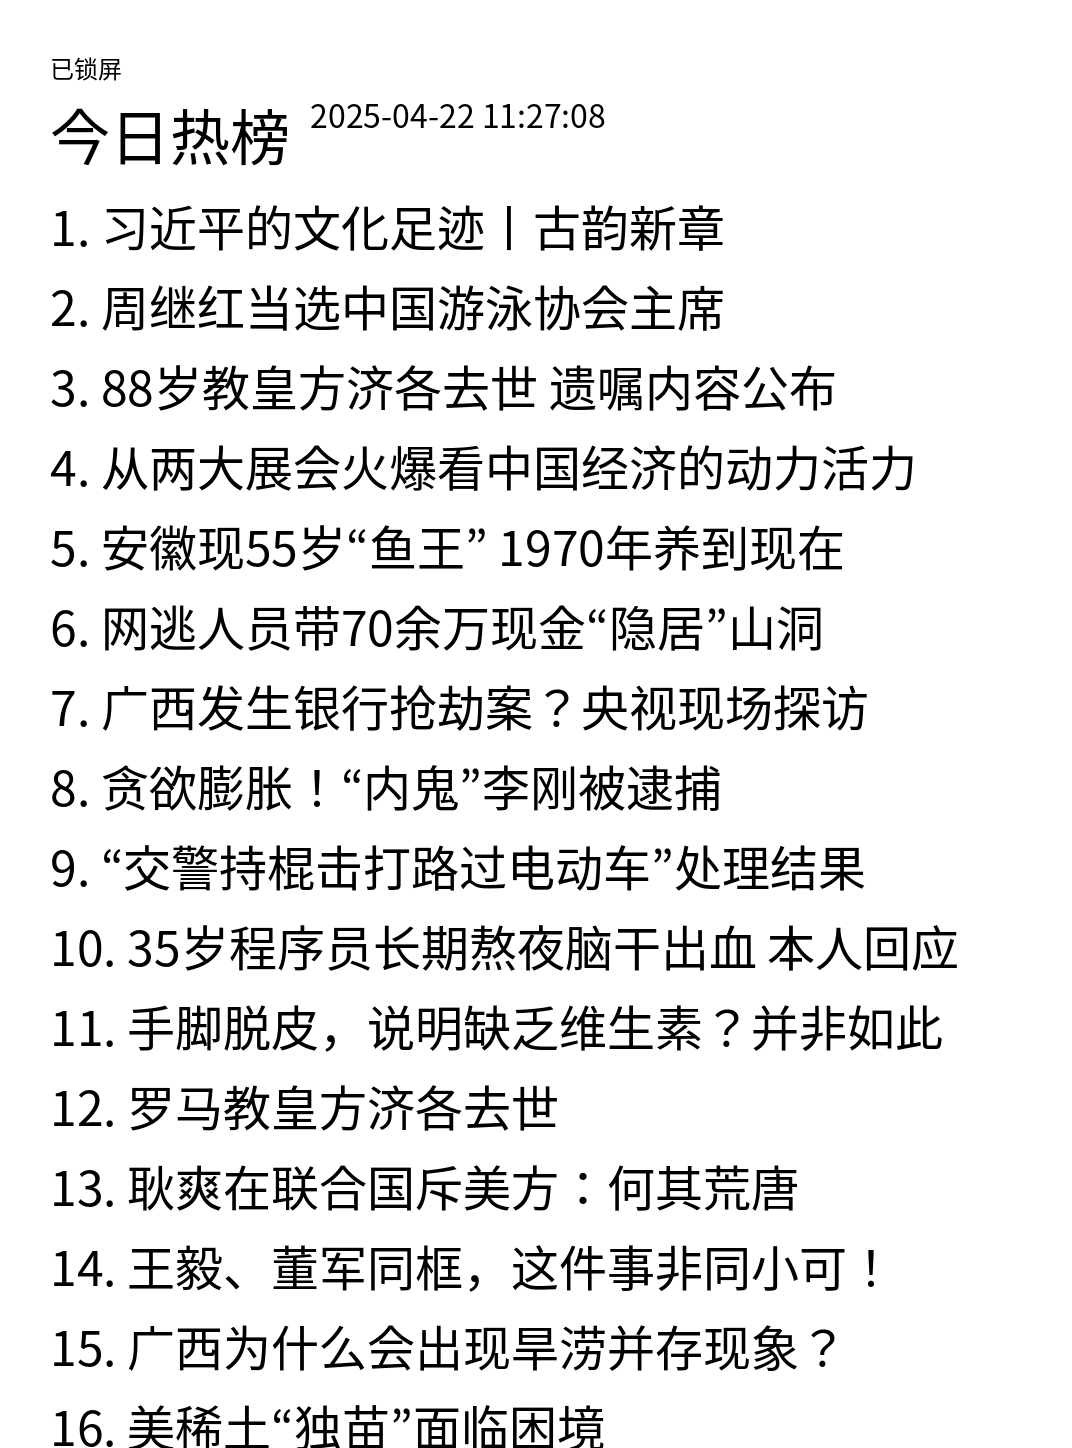 已锁屏
今日热榜 2025-04-22 11:27:08
1. 习近平的文化足迹丨古韵新章
2. 周继红当选中国游泳协会主席
3. 88岁教皇方济各去世 遗嘱内容公布
4. 从两大展会火爆看中国经济的动力活力
5. 安徽现55岁“鱼王” 1970年养到现在
6. 网逃人员带70余万现金“隐居”山洞
7. 广西发生银行抢劫案？央视现场探访
8. 贪欲膨胀！“内鬼”李刚被逮捕
9. “交警持棍击打路过电动车”处理结果
10. 35岁程序员长期熬夜脑干出血 本人回应
11. 手脚脱皮，说明缺乏维生素？并非如此
12. 罗马教皇方济各去世
13. 耿爽在联合国斥美方：何其荒唐
14. 王毅、董军同框，这件事非同小可！
15. 广西为什么会出现旱涝并存现象？
16. 美稀土“独苗”面临困境